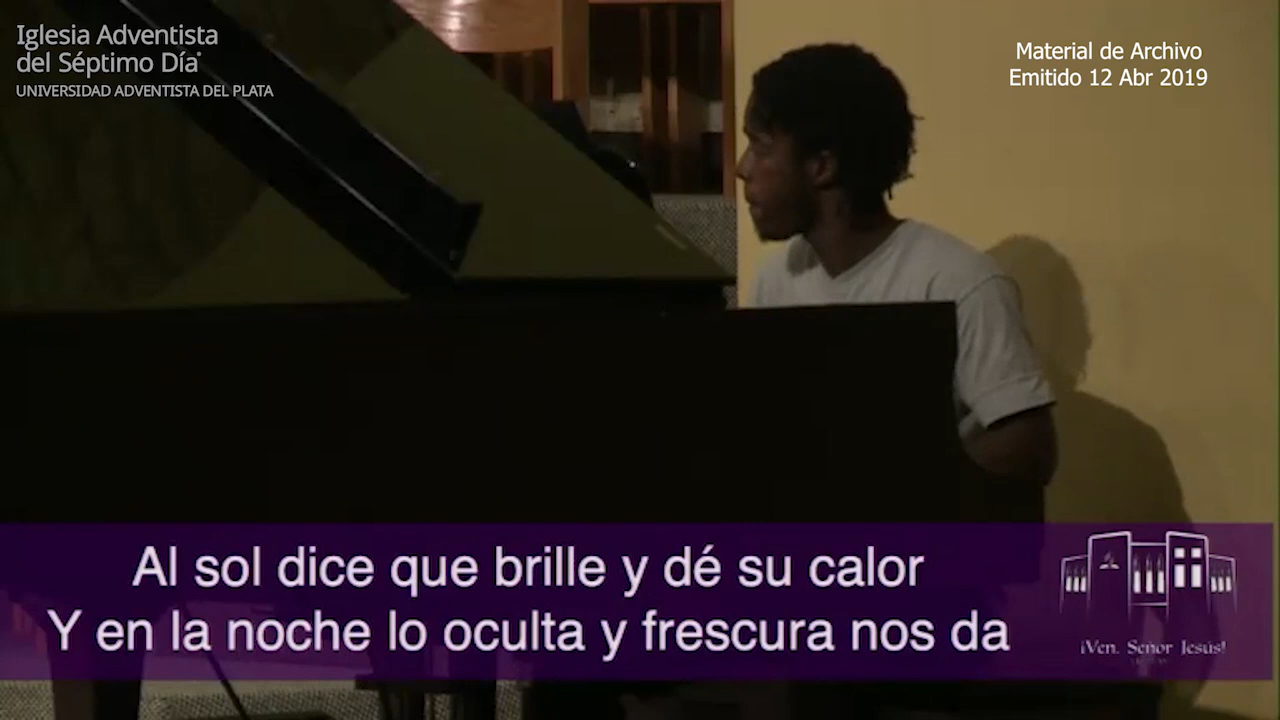 Iglesia Adventista
del Séptimo Día
UNIVERSIDAD ADVENTISTA DEL PLATA
Material de Archivo
Emitido 12 Abr 2019
Al sol dice que brille y dé su calor
Y en la noche lo oculta y frescura nos da
¡Ven, Señor Jesús!